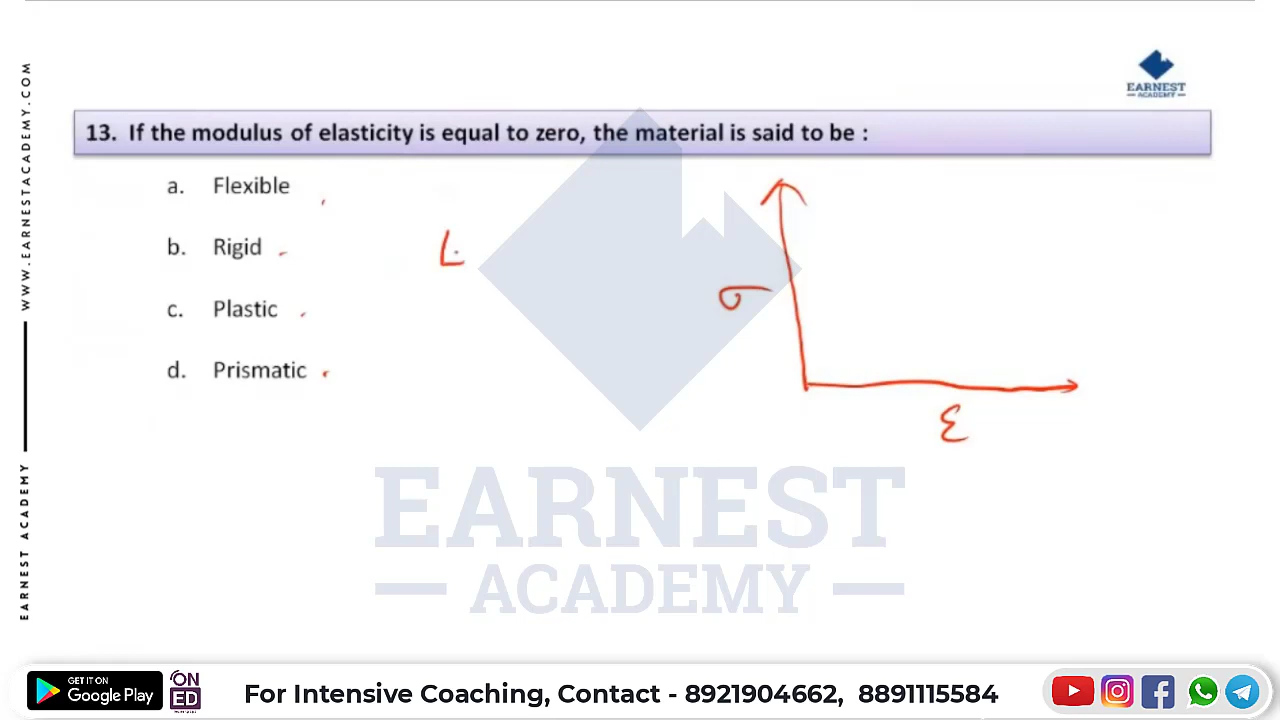 EARNEST
ACADEMY
WWW.EARNESTACADEMY.COM
EARNEST ACADEMY
13. If the modulus of elasticity is equal to zero, the material is said to be :
a. Flexible
b. Rigid
c. Plastic
d. Prismatic
σ
ε
EARNEST
ACADEMY
GET IT ON
Google Play
ON
ED
For Intensive Coaching, Contact - 8921904662, 8891115584